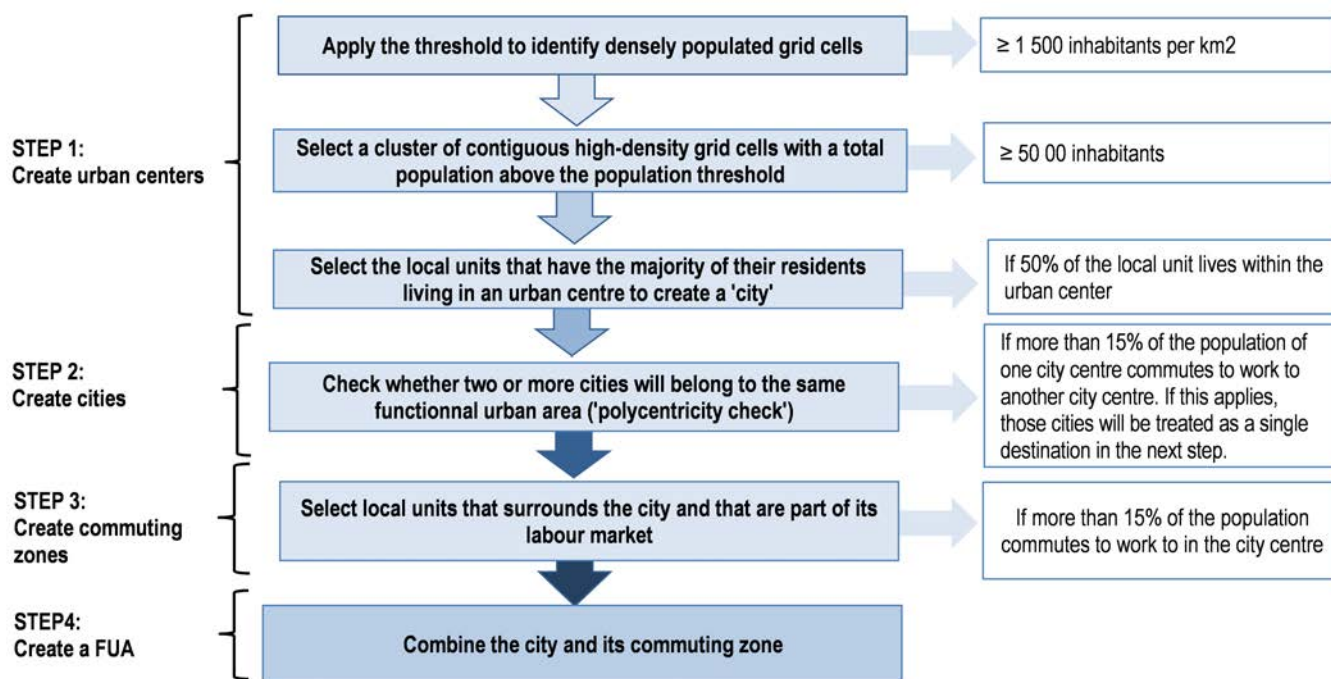 Apply the threshold to identify densely populated grid cells
≥ 1 500 inhabitants per km2
STEP 1:
Create urban centers
Select a cluster of contiguous high-density grid cells with a total
population above the population threshold
≥ 50 00 inhabitants
Select the local units that have the majority of their residents
living in an urban centre to create a 'city'
If 50% of the local unit lives within the
urban center
STEP 2:
Create cities
Check whether two or more cities will belong to the same
functionnal urban area ('polycentricity check')
If more than 15% of the population of
one city centre commutes to work to
another city centre. If this applies,
those cities will be treated as a single
destination in the next step.
STEP 3:
Create commuting
zones
Select local units that surrounds the city and that are part of its
labour market
If more than 15% of the population
commutes to work to in the city centre
STEP4:
Create a FUA
Combine the city and its commuting zone